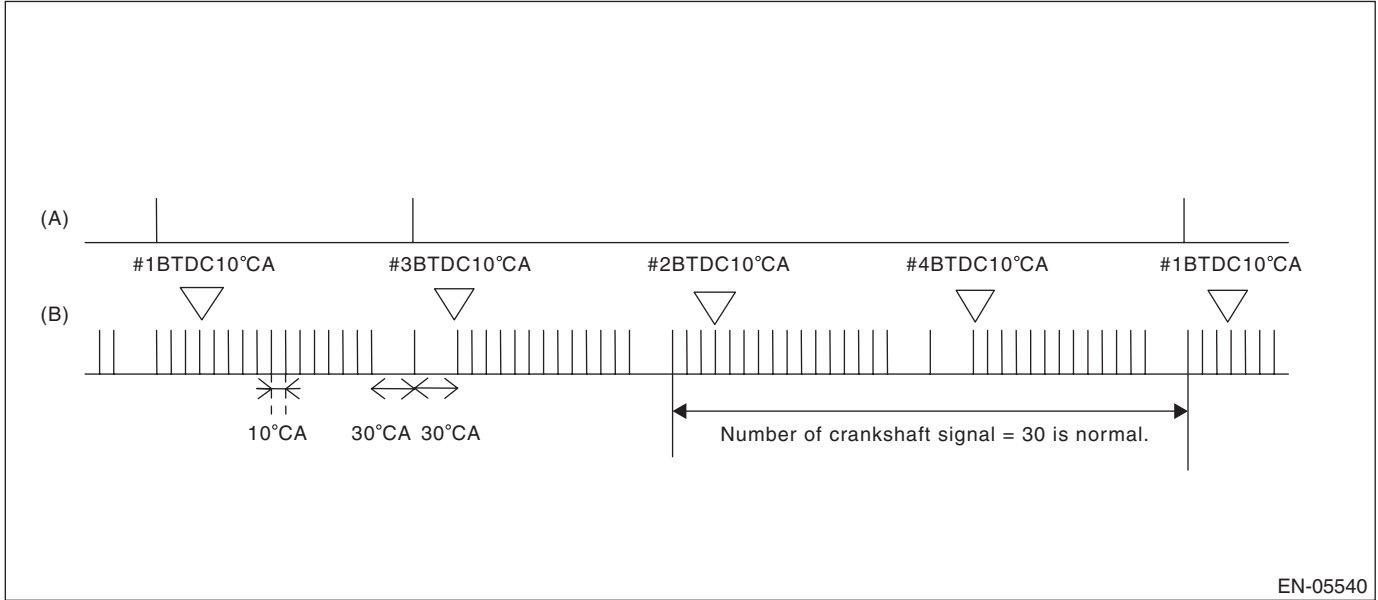 (A)
#1BTDC10°CA #3BTDC10°CA #2BTDC10°CA #4BTDC10°CA #1BTDC10°CA
(B)
10°CA 30°CA 30°CA Number of crankshaft signal = 30 is normal.
EN-05540